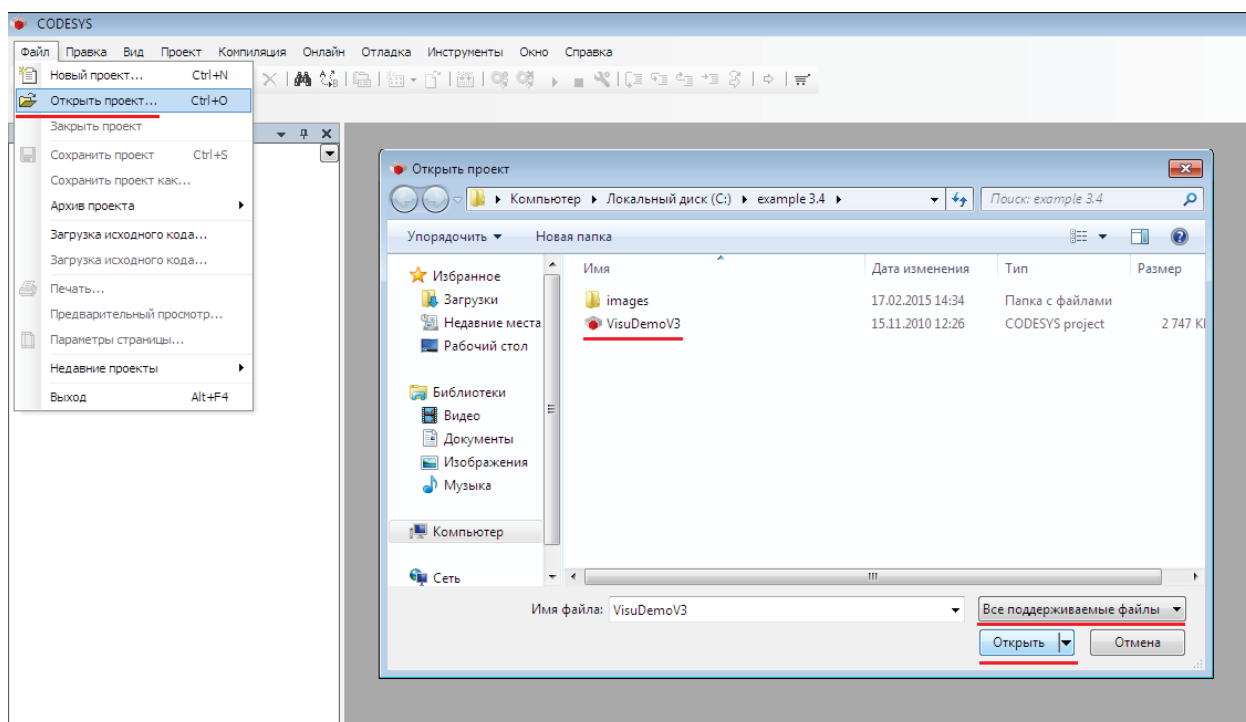 CODESYS
Файл Правка Вид Проект Компиляция Онлайн Отладка Инструменты Окно Справка
Новый проект... Ctrl+N
Открыть проект... Ctrl+O
Закрыть проект
Сохранить проект Ctrl+S
Сохранить проект как...
Архив проекта
Загрузка исходного кода...
Загрузка исходного кода...
Печать...
Предварительный просмотр...
Параметры страницы...
Недавние проекты
Выход Alt+F4
Открыть проект
Компьютер Локальный диск (C:) example 3.4
Поиск: example 3.4
Упорядочить Новая папка
Избранное
Загрузки
Недавние места
Рабочий стол
Библиотеки
Видео
Документы
Изображения
Музыка
Компьютер
Сеть
Имя Дата изменения Тип Размер
images 17.02.2015 14:34 Папка с файлами
VisuDemoV3 15.11.2010 12:26 CODESYS project 2 747 К
Имя файла: VisuDemoV3 Все поддерживаемые файлы
Открыть Отмена